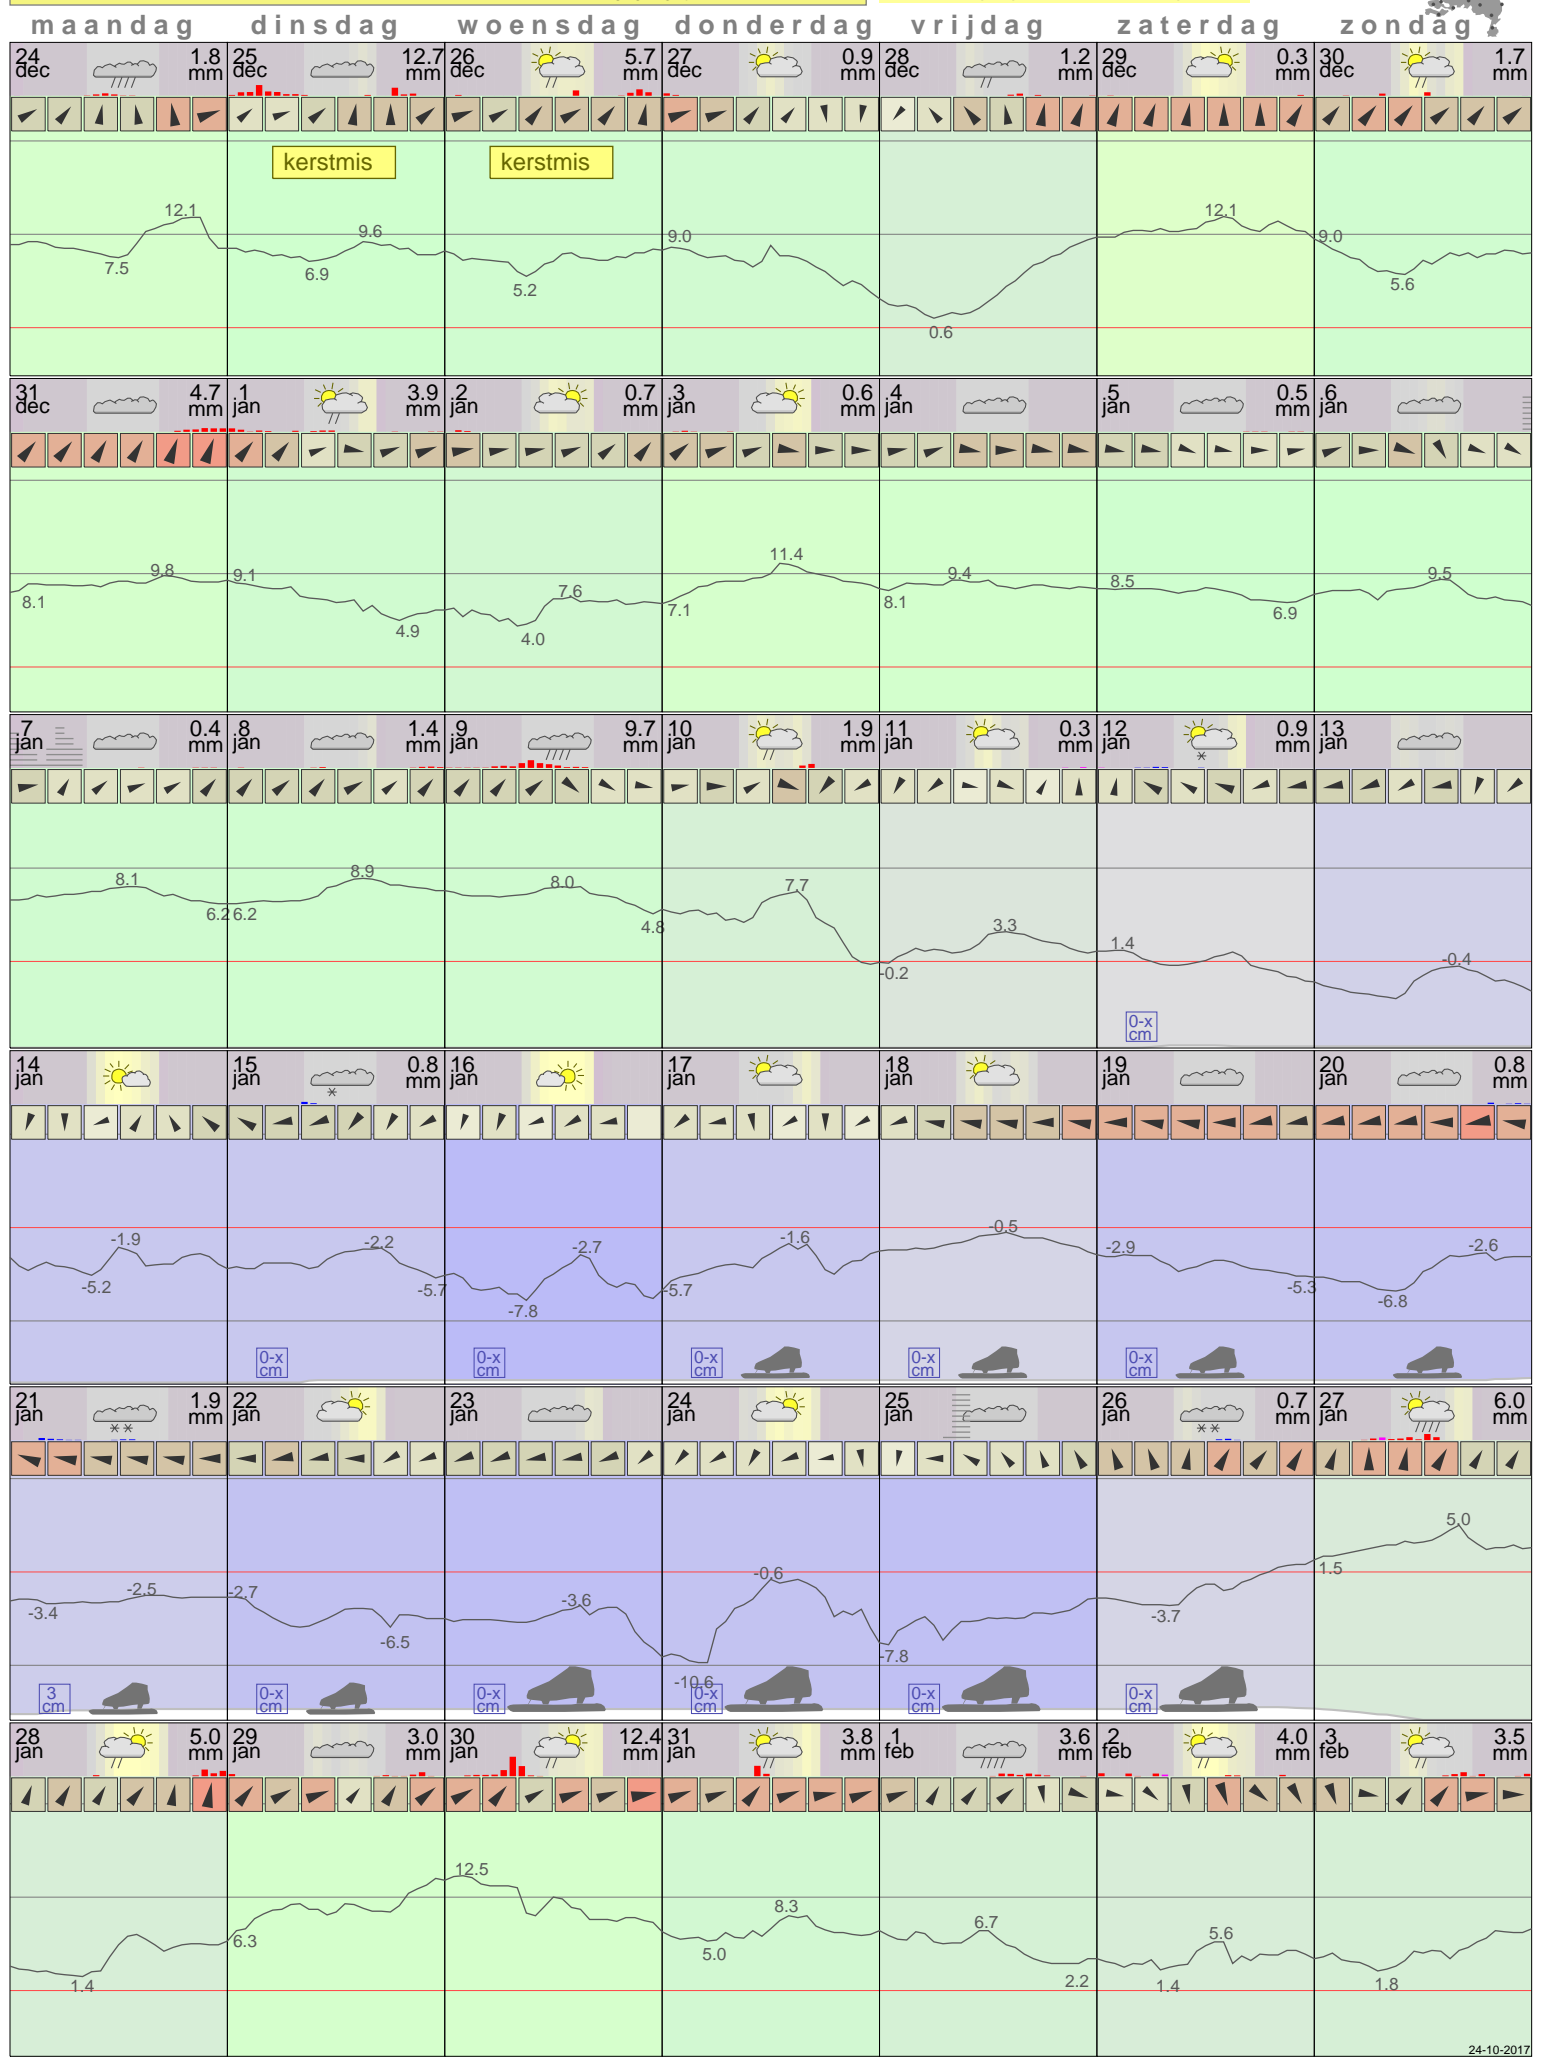 maandag dinsdag woensdag donderdag vrijdag zaterdag zondag
24 1.8 25 12.7 26 5.7 27 0.9 28 1.2 29 0.3 30 1.7
dec mm dec mm dec mm dec mm dec mm dec mm dec mm
kerstmis kerstmis
12.1 9.6 9.0 12.1 9.0
7.5 6.9 5.2 0.6 5.6
31 4.7 1 3.9 2 0.7 3 0.6 4 5 0.5 6
dec mm jan mm jan mm jan mm jan jan mm jan
9.8 9.1 7.6 11.4 9.4 8.5 9.5
8.1 4.9 4.0 7.1 8.1 6.9
7 0.4 8 1.4 9 9.7 10 1.9 11 0.3 12 0.9 13
jan mm jan mm jan mm jan mm jan mm jan mm jan
8.1 8.9 8.0 7.7 3.3 1.4 -0.4
6.2 6.2 4.8 -0.2
0-x
cm
14 15 0.8 16 17 18 19 20 0.8
jan jan mm jan jan jan jan jan mm
-1.9 -2.2 -2.7 -1.6 -0.5 -2.9 -2.6
-5.2 -5.7 -7.8 -5.7 -5.3 -6.8
0-x 0-x 0-x 0-x 0-x
cm cm cm cm cm
21 1.9 22 23 24 25 26 0.7 27 6.0
jan mm jan jan jan jan jan mm jan mm
-2.5 -2.7 -3.6 -0.6 5.0
-3.4 -6.5 -10.6 -7.8 -3.7 1.5
3 0-x 0-x 0-x 0-x 0-x
cm cm cm cm cm cm
28 5.0 29 3.0 30 12.4 31 3.8 1 3.6 2 4.0 3 3.5
jan mm jan mm jan mm jan mm feb mm feb mm feb mm
12.5 8.3 6.7 5.6
1.4 6.3 5.0 2.2 1.4 1.8
24-10-2017